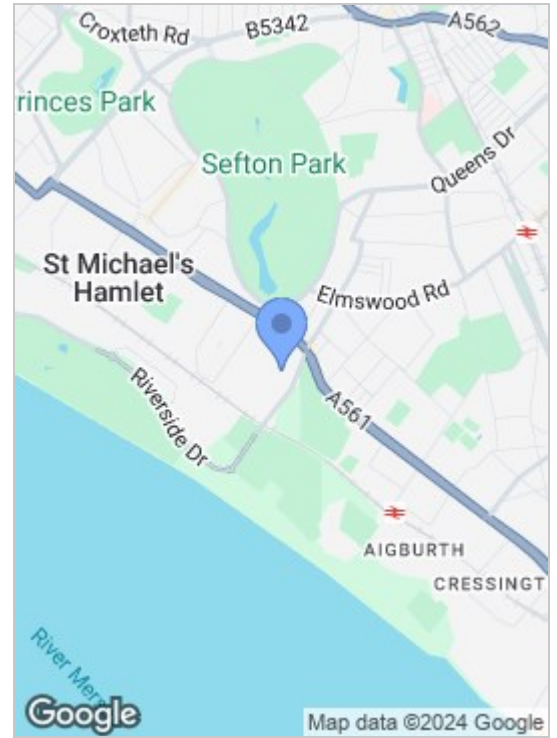 Croxteth Rd
B5342
A562
rinces Park
Sefton Park
Queens Dr
St Michael's
Hamlet
Elmswood Rd
Riverside Dr
A561
AIGBURTH
CRESSINGT
River Mers
Google
Map data ©2024 Google